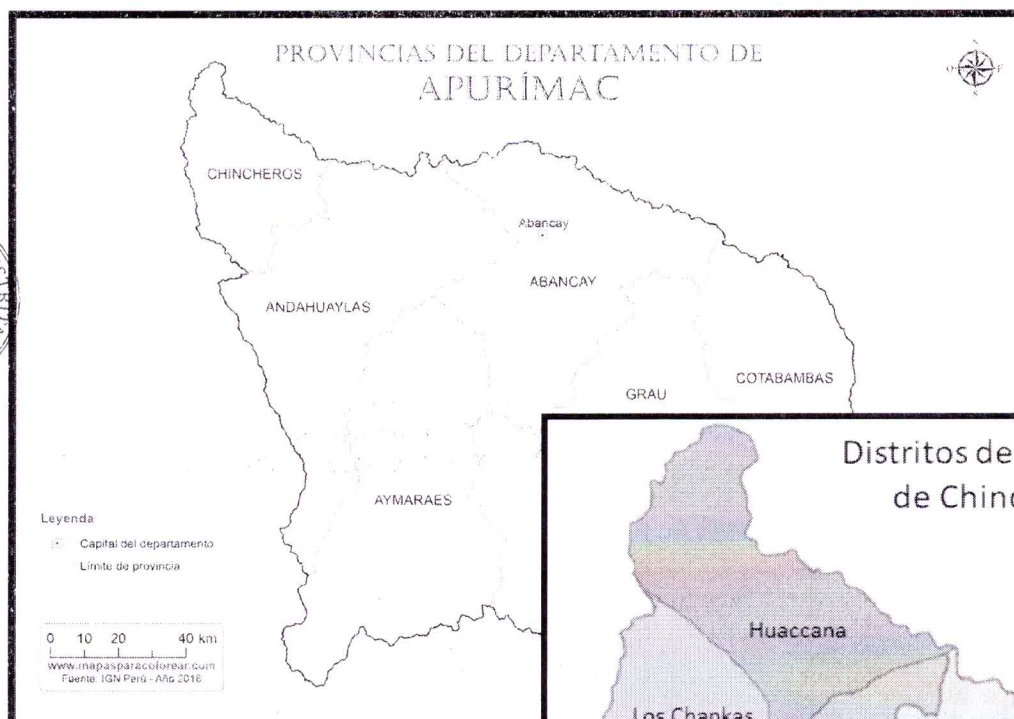 PROVINCIAS DEL DEPARTAMENTO DE
APURÍMAC
N
O
E
S
CHINCHEROS
Abancay
ABANCAY
ANDAHUAYLAS
COTABAMBAS
GRAU
AYMARAES
Leyenda
Capital del departamento
Límite de provincia
0 10 20 40 km
www.mapasparacolorear.com
Fuente: IGN Perú - Año 2016
Distritos de
de Chinc
Huaccana
Los Chankas